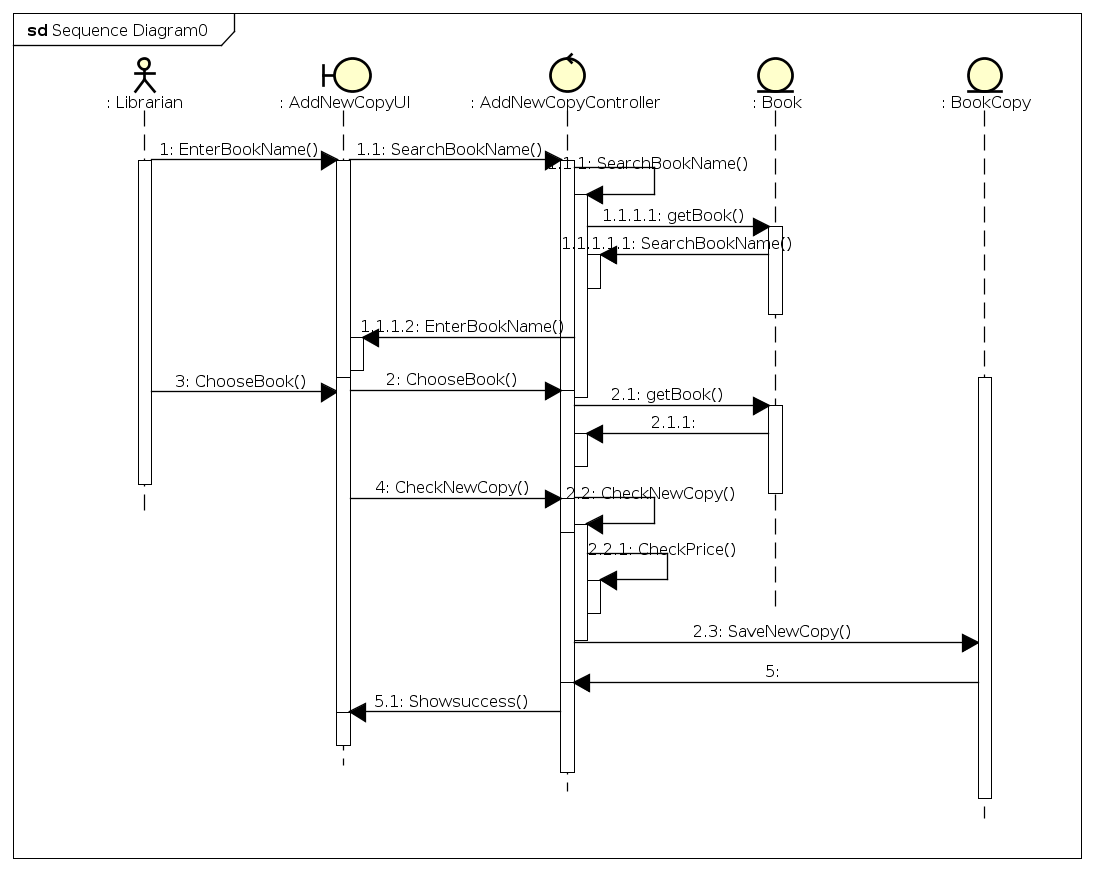 sd Sequence Diagram0
: Librarian
: AddNewCopyUI
: AddNewCopyController
: Book
: BookCopy
1: EnterBookName()
1.1: SearchBookName()
1.1.1: SearchBookName()
1.1.1.1: getBook()
1.1.1.1.1: SearchBookName()
1.1.1.2: EnterBookName()
3: ChooseBook()
2: ChooseBook()
2.1: getBook()
2.1.1:
4: CheckNewCopy()
2.2: CheckNewCopy()
2.2.1: CheckPrice()
2.3: SaveNewCopy()
5:
5.1: Showsuccess()